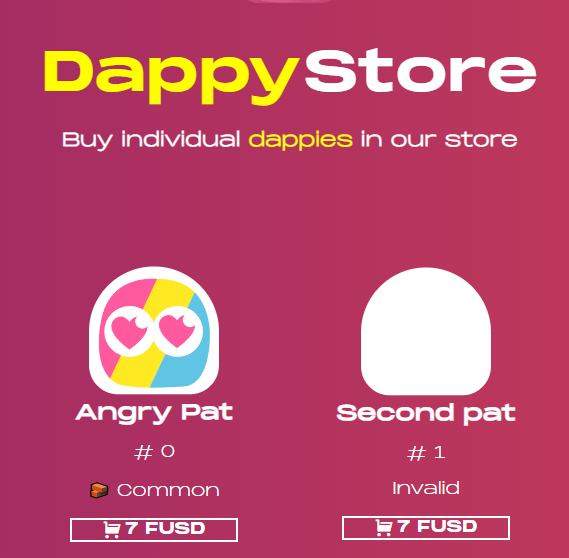 DappyStore
Buy individual dappies in our store
Angry Pat
# 0
Common
7 FUSD
Second pat
# 1
Invalid
7 FUSD